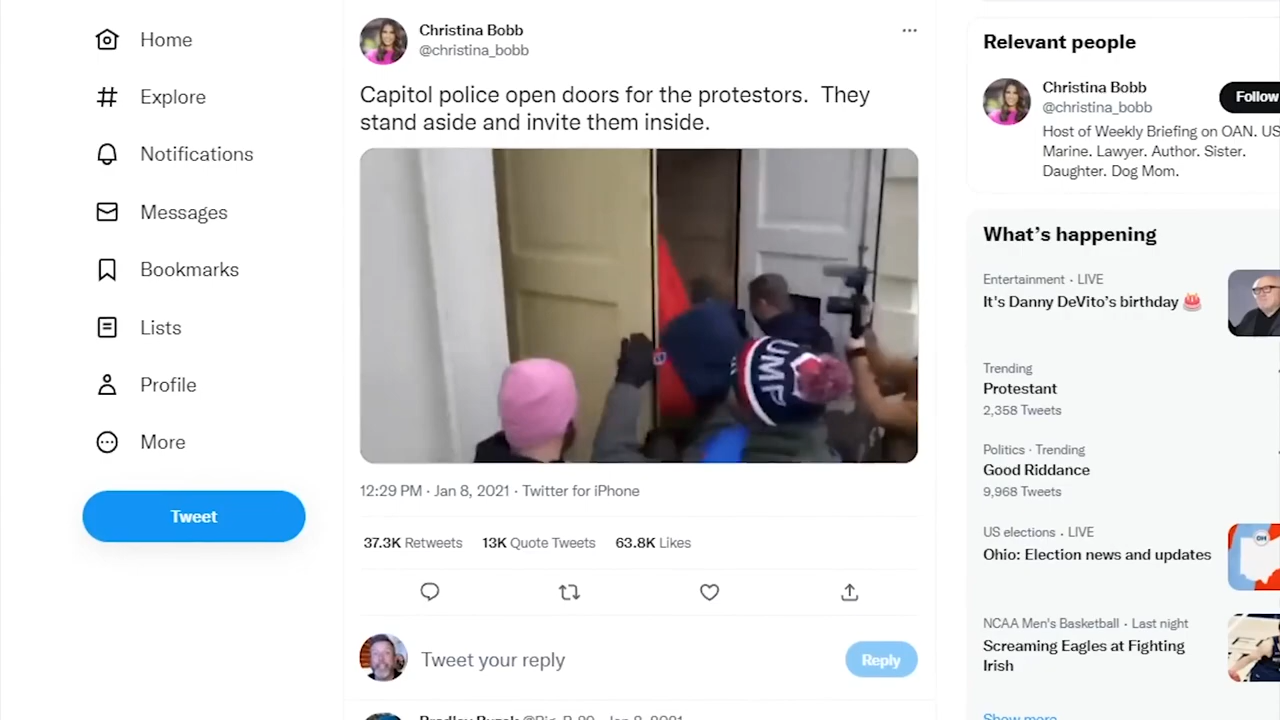 Home
Explore
Notifications
Messages
Bookmarks
Lists
Profile
More
Tweet
Christina Bobb
@christina_bobb
Capitol police open doors for the protestors. They
stand aside and invite them inside.
UMP
12:29 PM · Jan 8, 2021 · Twitter for iPhone
37.3K Retweets 13K Quote Tweets 63.8K Likes
Tweet your reply
Reply
Relevant people
Christina Bobb
@christina_bobb
Follow
Host of Weekly Briefing on OAN. US
Marine. Lawyer. Author. Sister.
Daughter. Dog Mom.
What's happening
Entertainment · LIVE
It's Danny DeVito's birthday
Trending
Protestant
2,358 Tweets
Politics · Trending
Good Riddance
9,968 Tweets
US elections · LIVE
Ohio: Election news and updates
OH
NCAA Men's Basketball · Last night
Screaming Eagles at Fighting
Irish
Show more